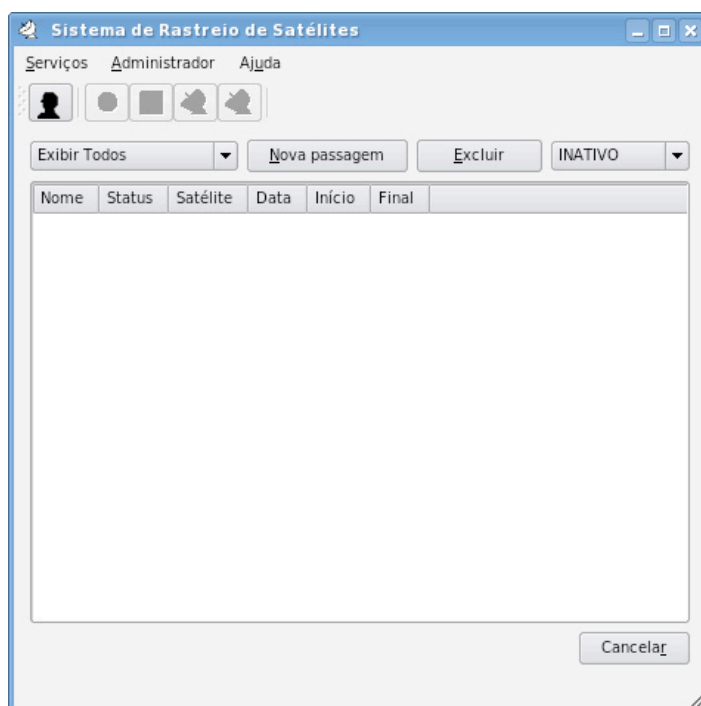 Sistema de Rastreio de Satélites
Serviços Administrador Ajuda
Exibir Todos Nova passagem Excluir INATIVO
Nome Status Satélite Data Início Final
Cancelar